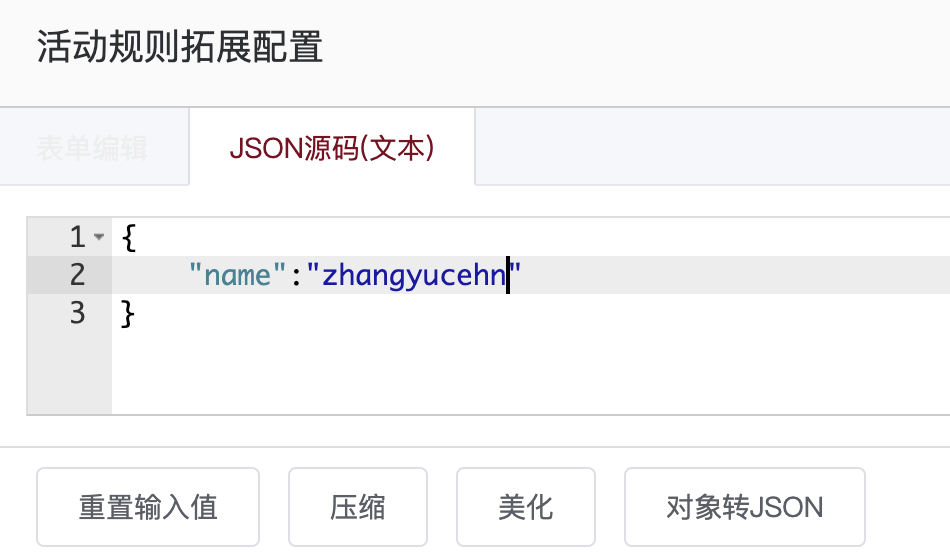 活动规则拓展配置
表单编辑
JSON源码(文本)
1 {
2 "name":"zhangyucehn"
3 }
重置输入值
压缩
美化
对象转JSON